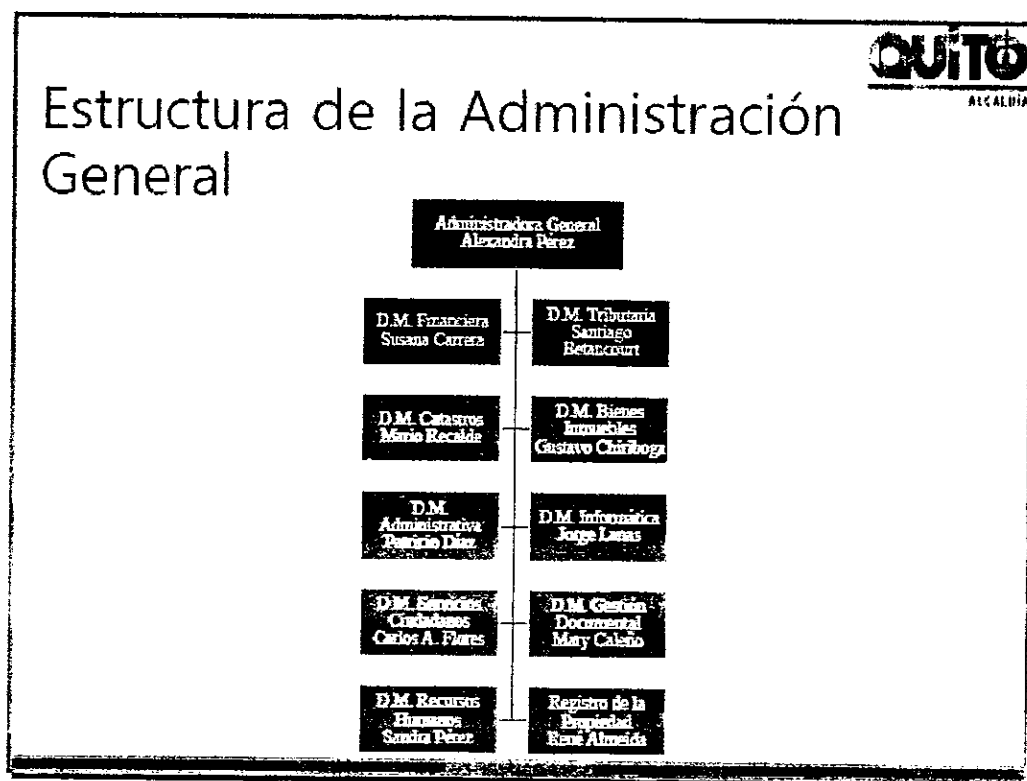 QUITO
ALCALDÍA
Estructura de la Administración
General
Administradora General
Alexandra Pérez
D.M. Financiera
Susana Carrera
D.M. Tributaria
Santiago
Betancourt
D.M. Catastros
Mario Recalde
D.M. Bienes
Inmuebles
Gustavo Chiriboga
D.M.
Administrativa
Patricio Díaz
D.M. Informática
Jorge Lanas
D.M. Servicios
Ciudadanos
Carlos A. Flores
D.M. Gestión
Documental
Mary Caleño
D.M. Recursos
Humanos
Sandra Pérez
Registro de la
Propiedad
René Almeida